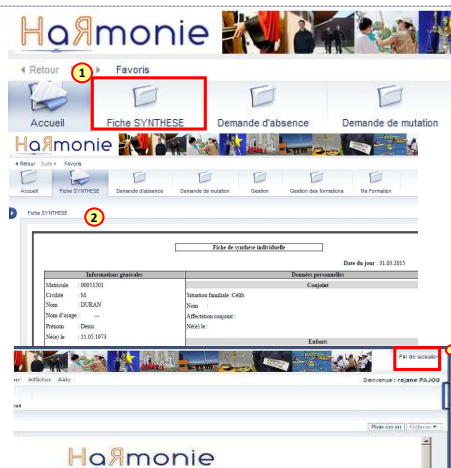 HaЯmonie
Retour 1 Favoris
Accueil Fiche SYNTHESE Demande d'absence Demande de mutation
HaЯmonie
Retour Suite Favoris
Accueil Fiche SYNTHESE Demande d'absence Demande de mutation Gestion Gestion des formations Ma Formation
Fiche SYNTHESE 2
Fiche de synthèse individuelle
Date du jour : 31.03.2015
Informations générales Données personnelles
Matricule : 00053201 Conjoint
Civilité : M. Situation familiale :Célib.
Nom : DURAN Nom :
Nom d'usage : --- Affectation conjoint :
Prénom : Denis Né(e) le :
Né(e) le : 11.05.1973 Enfants
Fin de session
Afficher Aide Bienvenue : rejane PAJOU
Plein écran
HaЯmonie